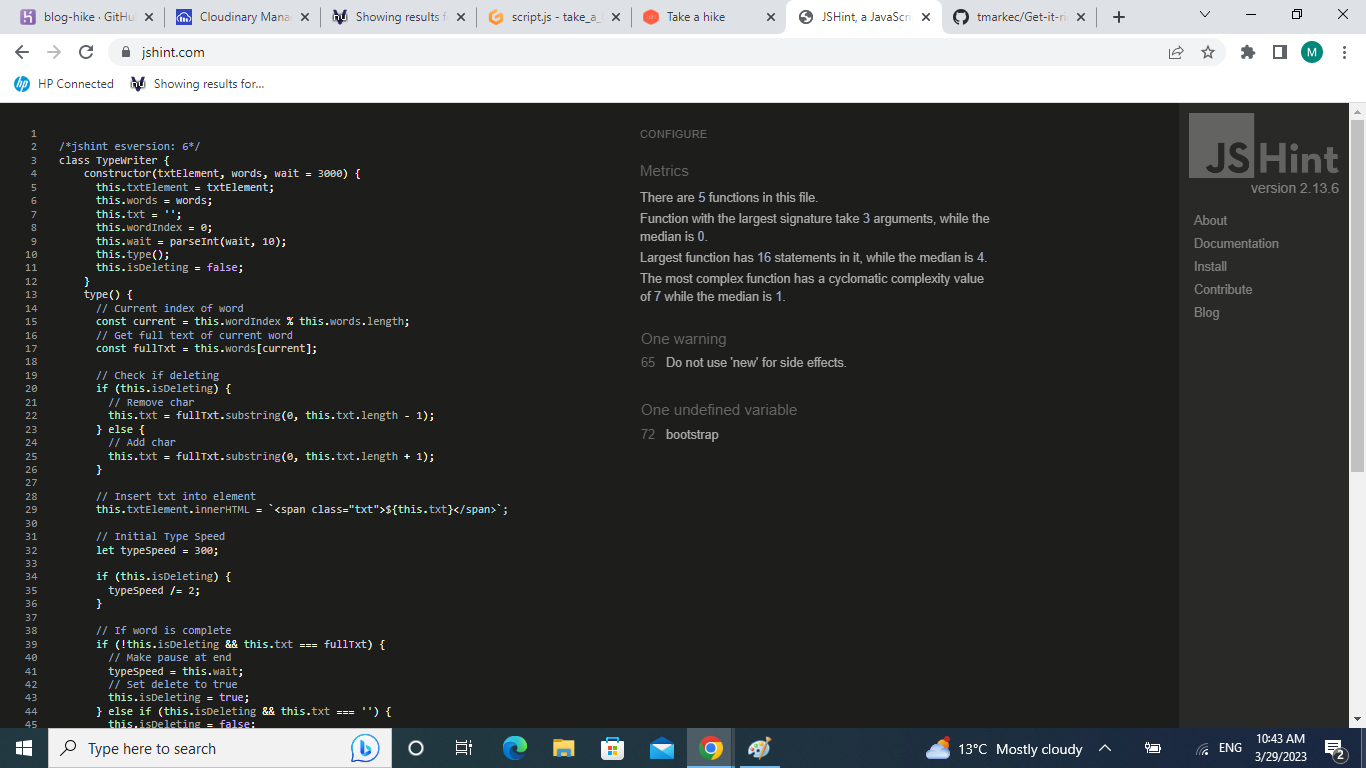 blog-hike · GitHu
Cloudinary Mana
Showing results f
script.js - take_a_
Take a hike
JSHint, a JavaScri
tmarkec/Get-it-ri
jshint.com
M
HP Connected
Showing results for...
1
2 /*jshint esversion: 6*/
3 class TypeWriter {
4 constructor(txtElement, words, wait = 3000) {
5 this.txtElement = txtElement;
6 this.words = words;
7 this.txt = '';
8 this.wordIndex = 0;
9 this.wait = parseInt(wait, 10);
10 this.type();
11 this.isDeleting = false;
12 }
13 type() {
14 // Current index of word
15 const current = this.wordIndex % this.words.length;
16 // Get full text of current word
17 const fullTxt = this.words[current];
18
19 // Check if deleting
20 if (this.isDeleting) {
21 // Remove char
22 this.txt = fullTxt.substring(0, this.txt.length - 1);
23 } else {
24 // Add char
25 this.txt = fullTxt.substring(0, this.txt.length + 1);
26 }
27
28 // Insert txt into element
29 this.txtElement.innerHTML = `<span class="txt">${this.txt}</span>`;
30
31 // Initial Type Speed
32 let typeSpeed = 300;
33
34 if (this.isDeleting) {
35 typeSpeed /= 2;
36 }
37
38 // If word is complete
39 if (!this.isDeleting && this.txt === fullTxt) {
40 // Make pause at end
41 typeSpeed = this.wait;
42 // Set delete to true
43 this.isDeleting = true;
44 } else if (this.isDeleting && this.txt === '') {
45 this.isDeleting = false;
CONFIGURE
Metrics
There are 5 functions in this file.
Function with the largest signature take 3 arguments, while the
median is 0.
Largest function has 16 statements in it, while the median is 4.
The most complex function has a cyclomatic complexity value
of 7 while the median is 1.
One warning
65 Do not use 'new' for side effects.
One undefined variable
72 bootstrap
JSHint
version 2.13.6
About
Documentation
Install
Contribute
Blog
Type here to search
13°C Mostly cloudy
ENG
10:43 AM
3/29/2023
2